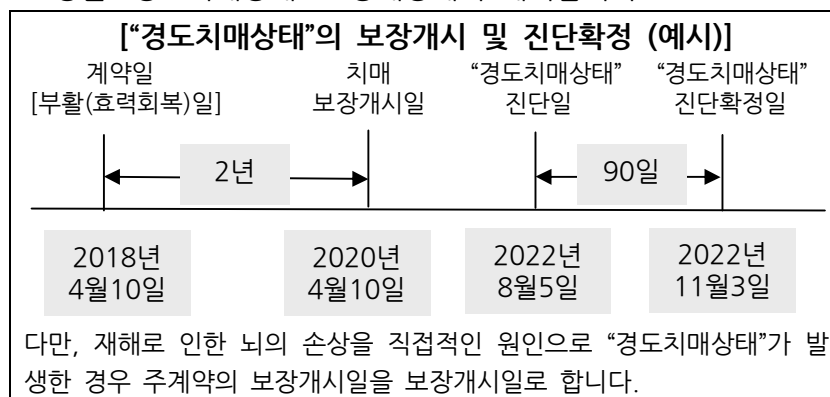 [“경도치매상태”의 보장개시 및 진단확정 (예시)]
계약일 치매 “경도치매상태” “경도치매상태”
[부활(효력회복)일] 보장개시일 진단일 진단확정일
2년 90일
2018년 2020년 2022년 2022년
4월10일 4월10일 8월5일 11월3일
다만, 재해로 인한 뇌의 손상을 직접적인 원인으로 “경도치매상태”가 발
생한 경우 주계약의 보장개시일을 보장개시일로 합니다.